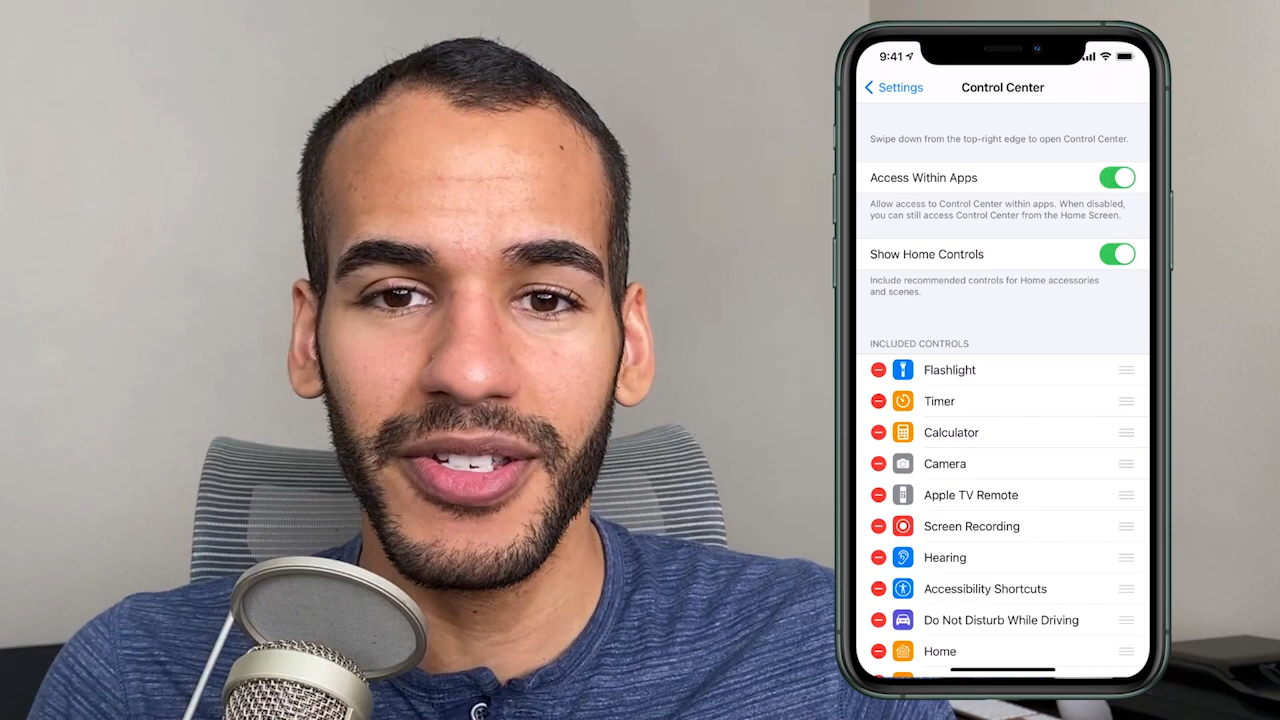 9:41
Settings
Control Center
Swipe down from the top-right edge to open Control Center.
Access Within Apps
Allow access to Control Center within apps. When disabled,
you can still access Control Center from the Home Screen.
Show Home Controls
Include recommended controls for Home accessories
and scenes.
INCLUDED CONTROLS
Flashlight
Timer
Calculator
Camera
Apple TV Remote
Screen Recording
Hearing
Accessibility Shortcuts
Do Not Disturb While Driving
Home